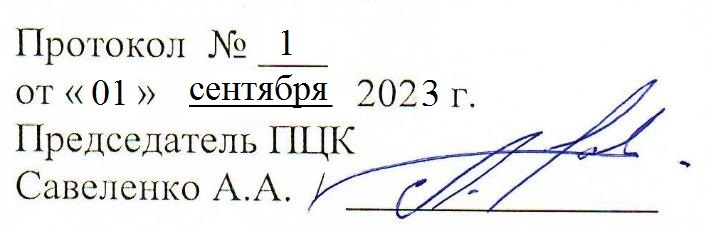 Протокол № 1
от « 01 » сентября 2023 г.
Председатель ПЦК
Савеленко А.А.